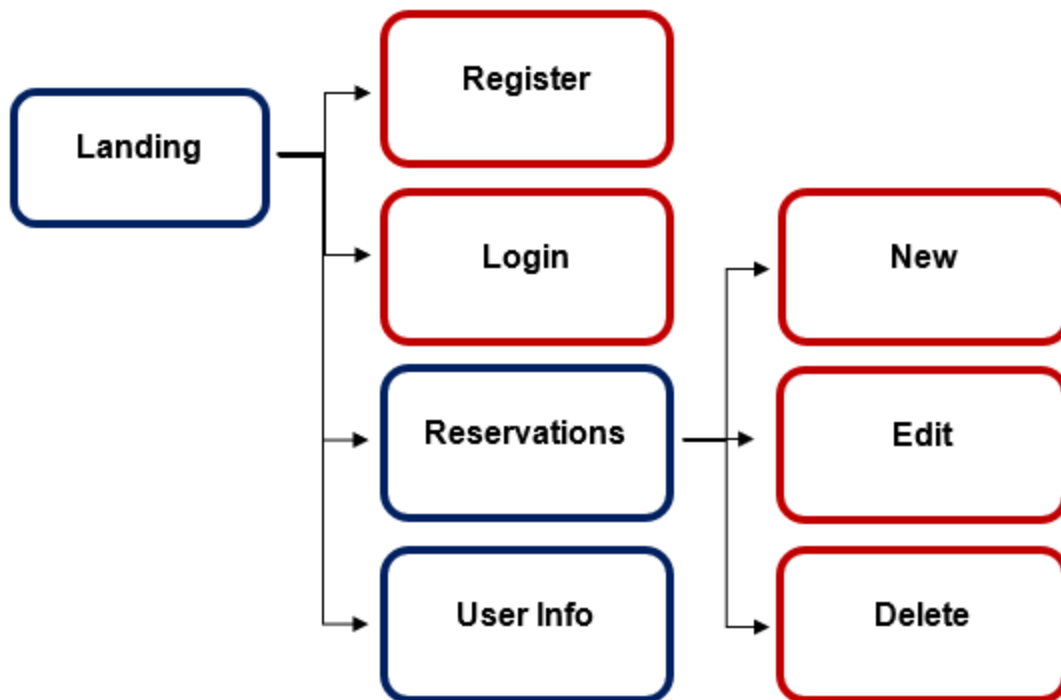 Landing
Register
Login
Reservations
User Info
New
Edit
Delete